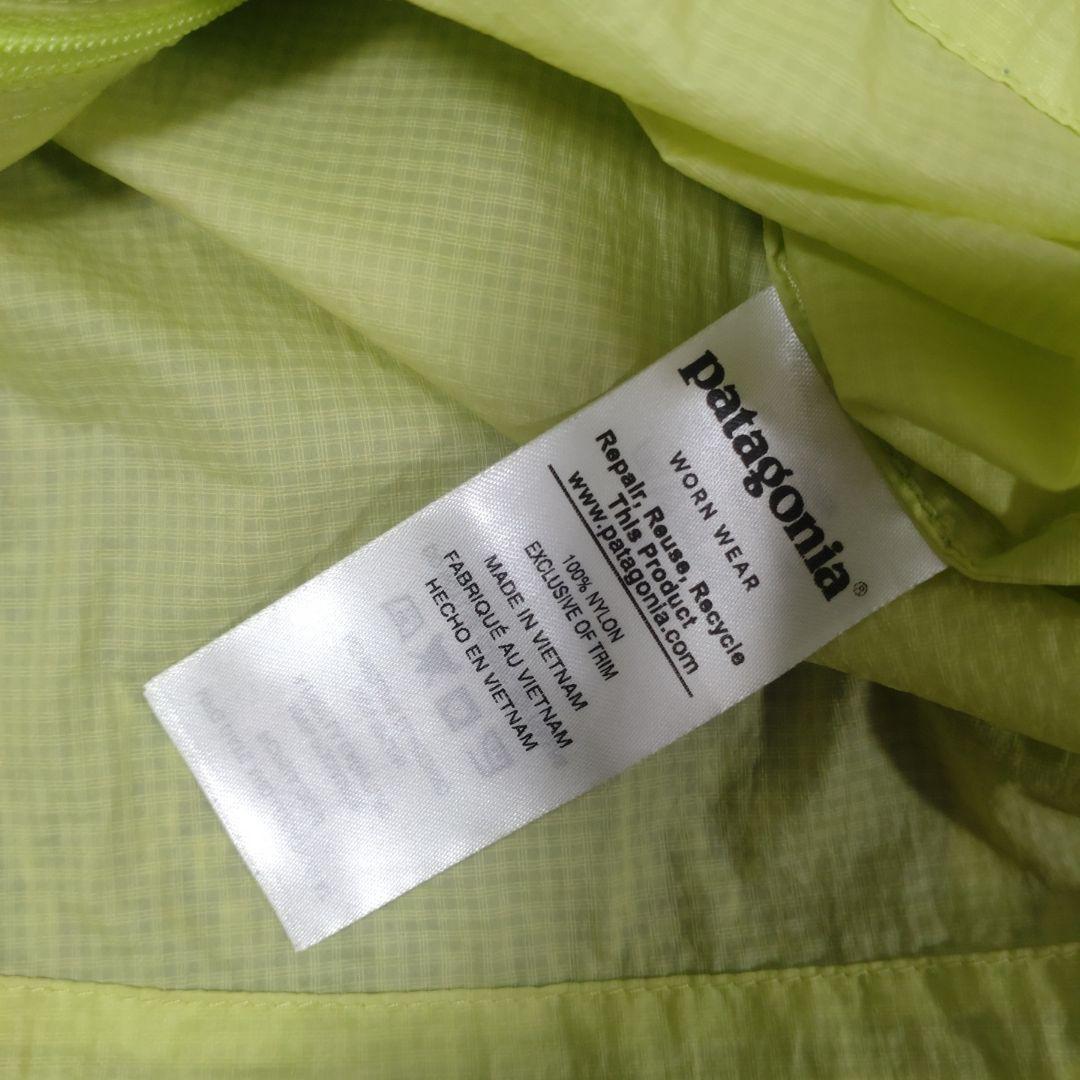 patagonia®
WORN WEAR
Repair, Reuse, Recycle
This Product
www.patagonia.com
100% NYLON
EXCLUSIVE OF TRIM
MADE IN VIETNAM
FABRIQUÉ AU VIETNAM
HECHO EN VIETNAM